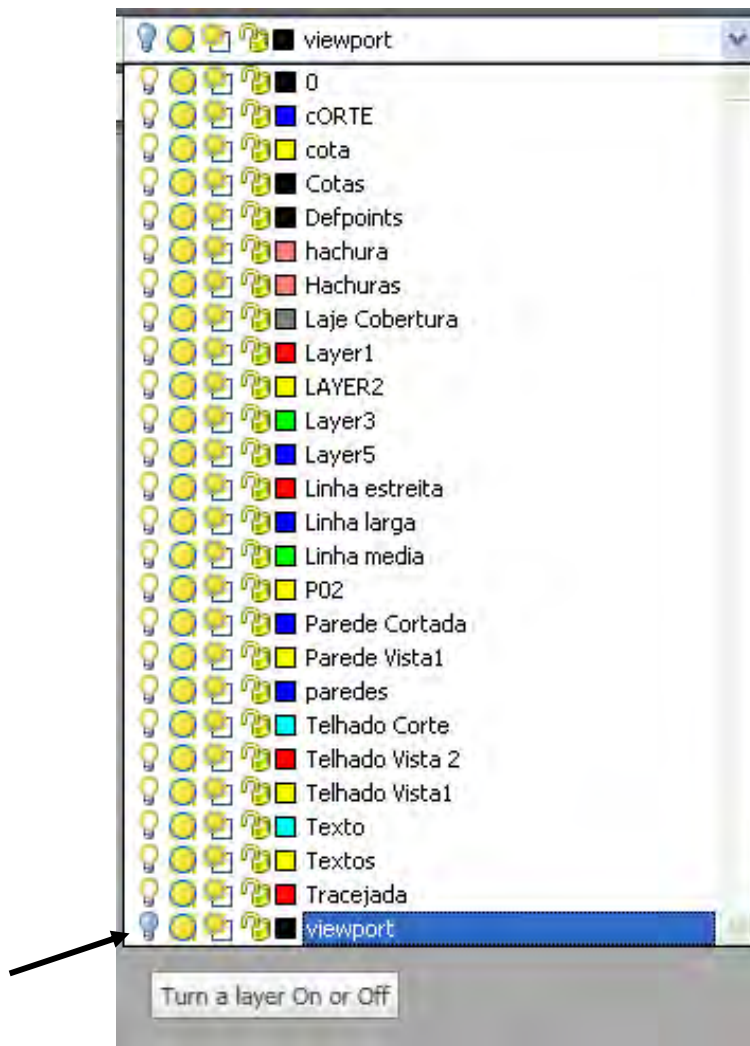 viewport
0
cORTE
cota
Cotas
Defpoints
hachura
Hachuras
Laje Cobertura
Layer1
LAYER2
Layer3
Layer5
Linha estreita
Linha larga
Linha media
P02
Parede Cortada
Parede Vista1
paredes
Telhado Corte
Telhado Vista 2
Telhado Vista1
Texto
Textos
Tracejada
viewport
Turn a layer On or Off